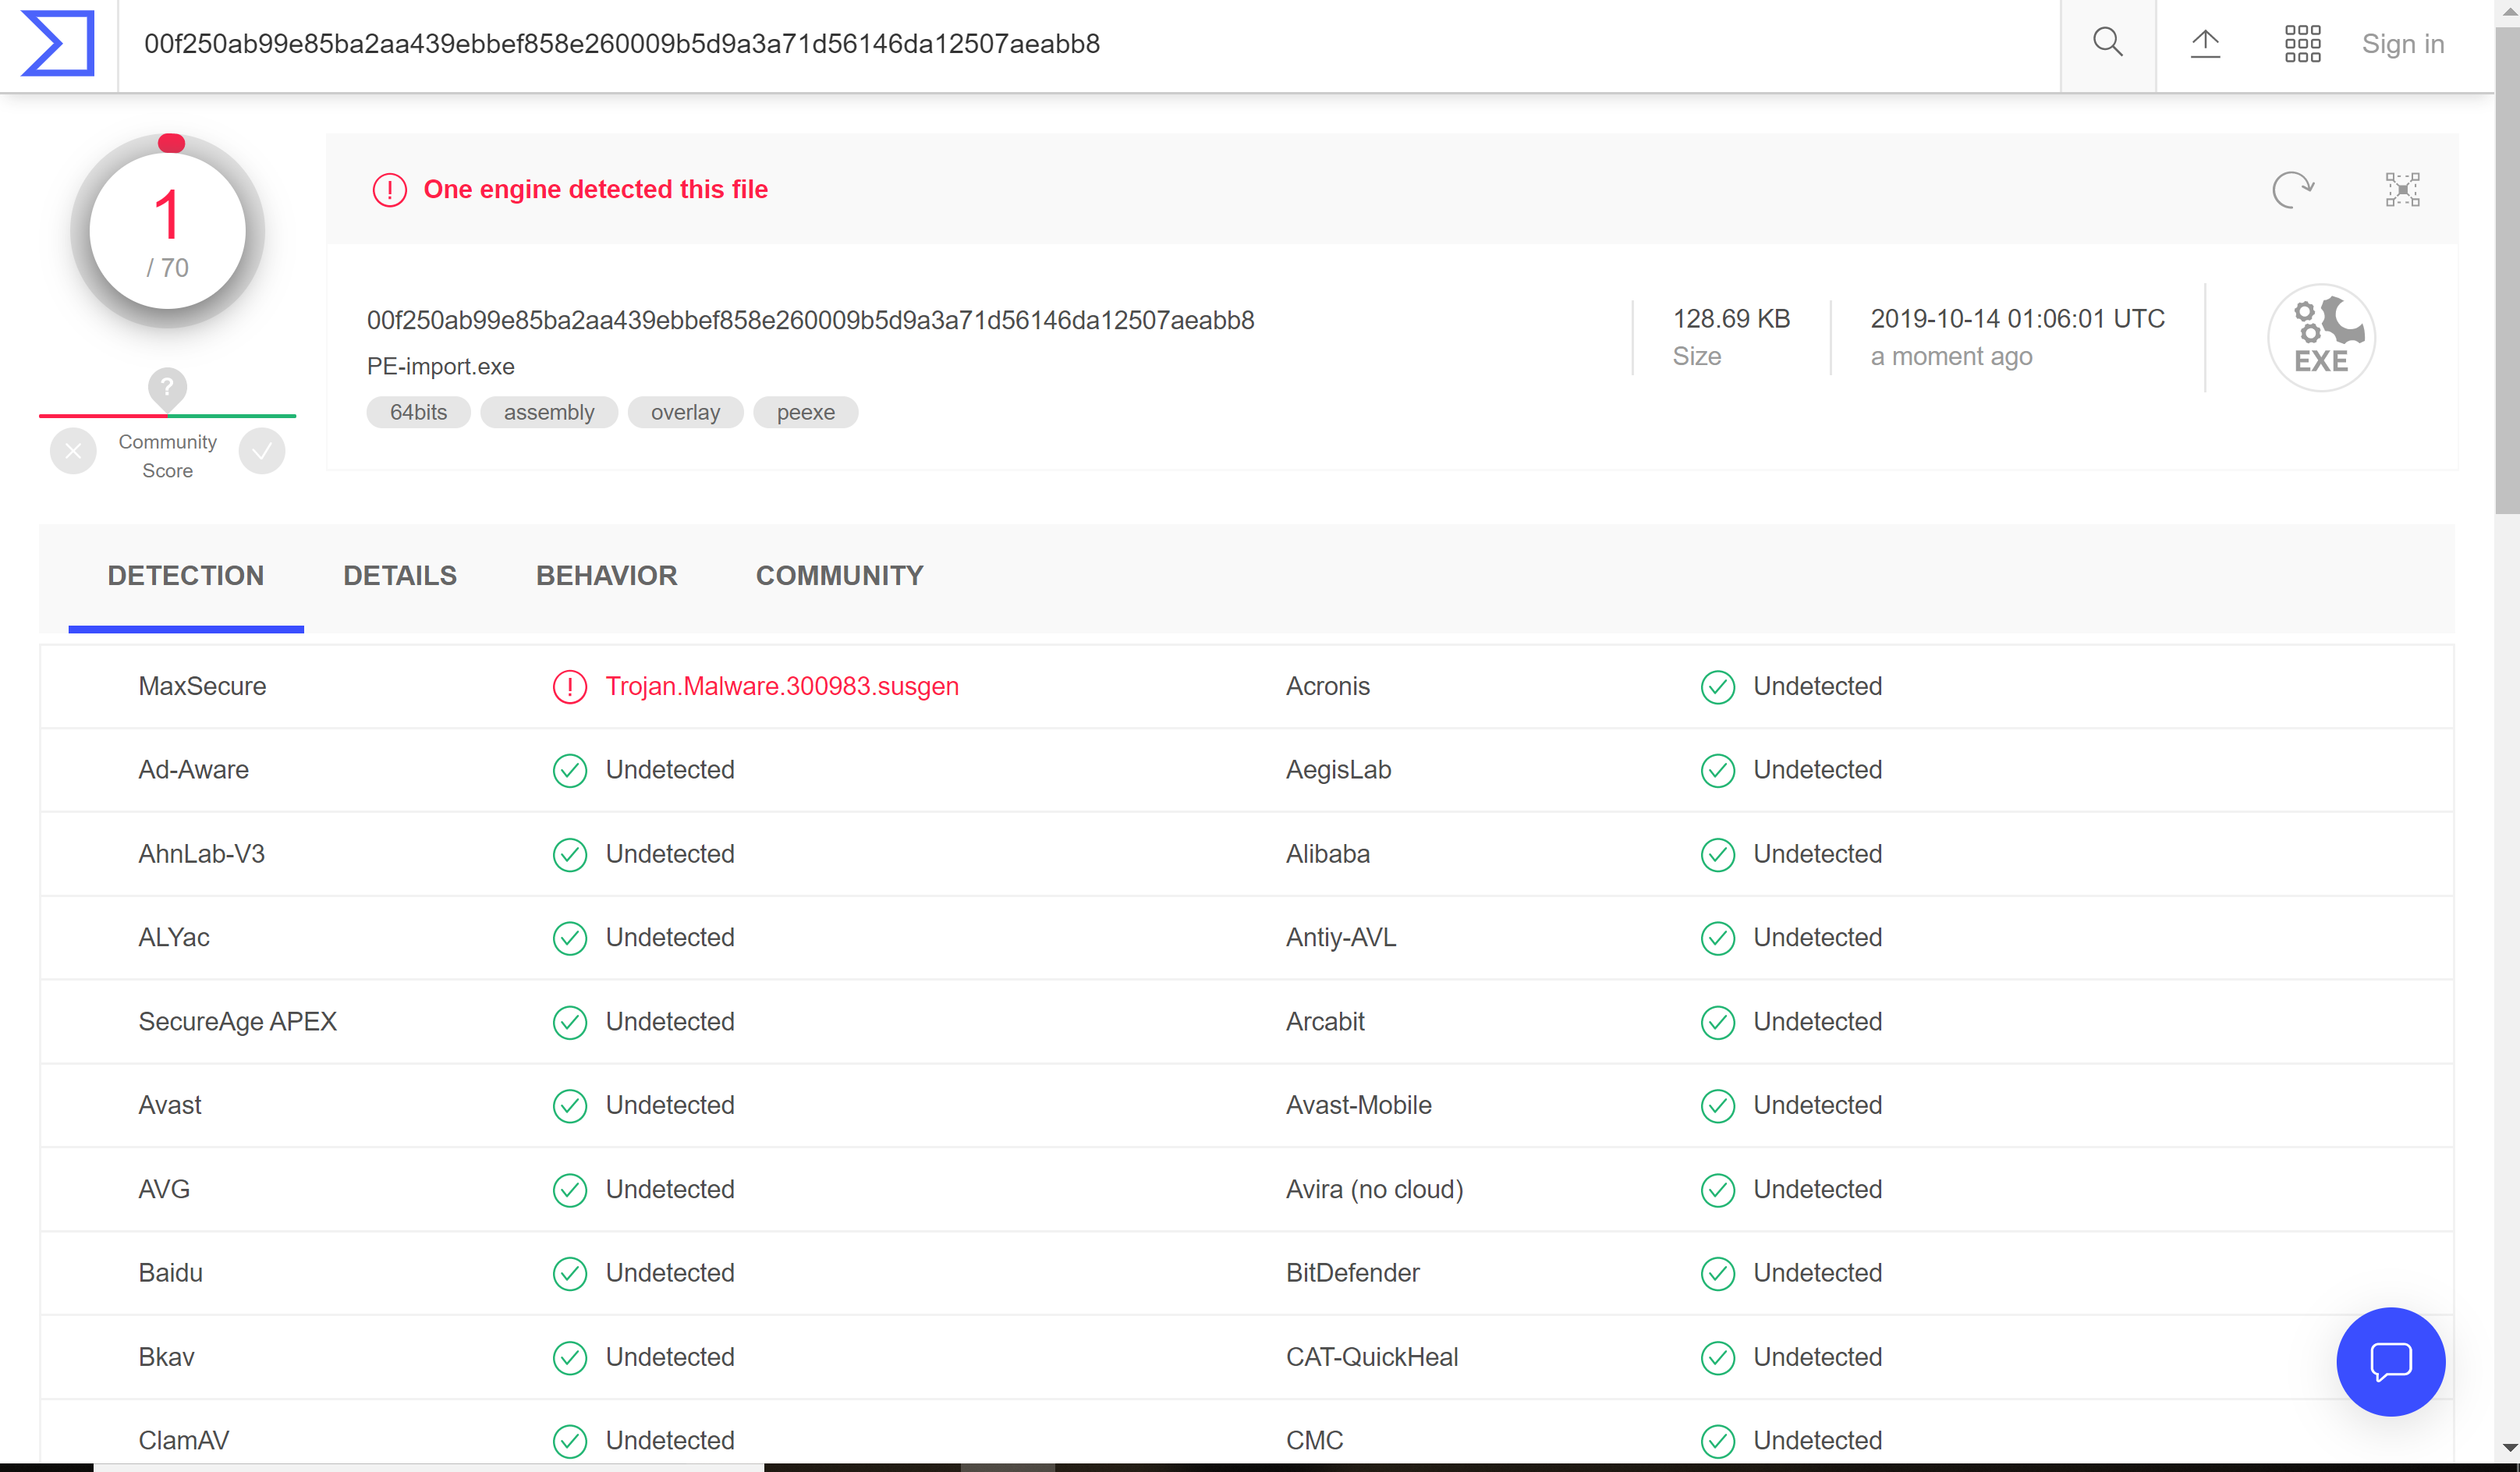 00f250ab99e85ba2aa439ebbef858e260009b5d9a3a71d56146da12507aeabb8
Sign in
1
/ 70
One engine detected this file
00f250ab99e85ba2aa439ebbef858e260009b5d9a3a71d56146da12507aeabb8
PE-import.exe
64bits assembly overlay peexe
128.69 KB
Size
2019-10-14 01:06:01 UTC
a moment ago
EXE
?
Community
Score
DETECTION DETAILS BEHAVIOR COMMUNITY
MaxSecure Trojan.Malware.300983.susgen Acronis Undetected
Ad-Aware Undetected AegisLab Undetected
AhnLab-V3 Undetected Alibaba Undetected
ALYac Undetected Antiy-AVL Undetected
SecureAge APEX Undetected Arcabit Undetected
Avast Undetected Avast-Mobile Undetected
AVG Undetected Avira (no cloud) Undetected
Baidu Undetected BitDefender Undetected
Bkav Undetected CAT-QuickHeal Undetected
ClamAV Undetected CMC Undetected